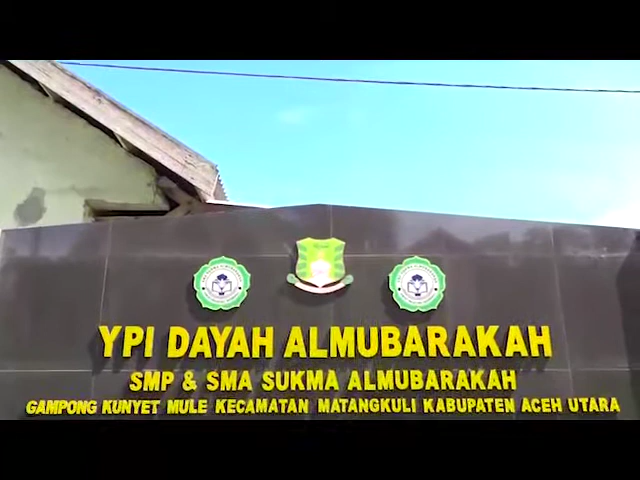 YPI DAYAH ALMUBARAKAH
SMP & SMA SUKMA ALMUBARAKAH
GAMPONG KUNYET MULE KECAMATAN MATANGKULI KABUPATEN ACEH UTARA